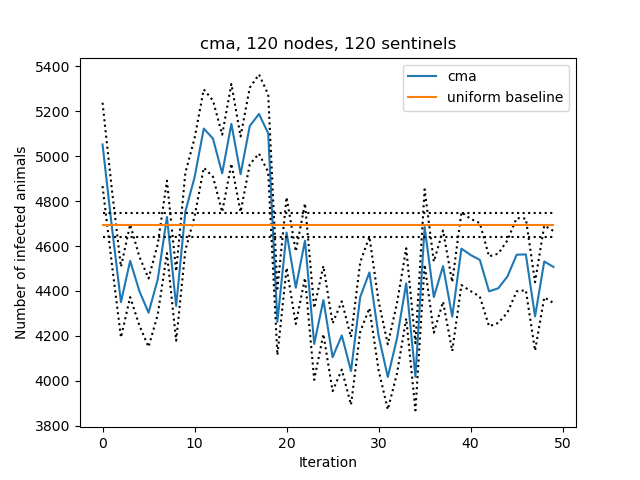 cma, 120 nodes, 120 sentinels
cma
uniform baseline
Number of infected animals
5400
5200
5000
4800
4600
4400
4200
4000
3800
0 10 20 30 40 50
Iteration